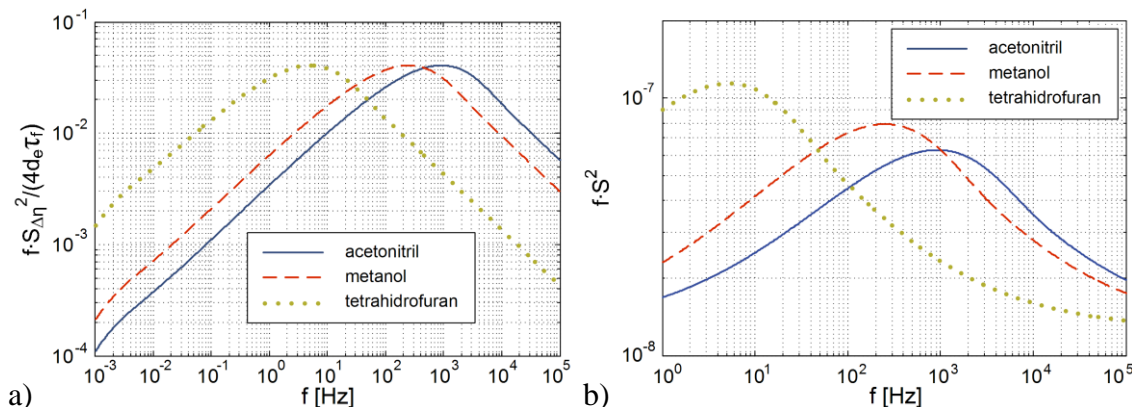 10^-1
10^-2
10^-3
10^-4
f·S_Δη^2/(4d_eτ_f)
acetonitril
metanol
tetrahidrofuran
10^-3 10^-2 10^-1 10^0 10^1 10^2 10^3 10^4 10^5
f [Hz]
a)
10^-7
10^-8
f·S^2
acetonitril
metanol
tetrahidrofuran
10^0 10^1 10^2 10^3 10^4 10^5
f [Hz]
b)